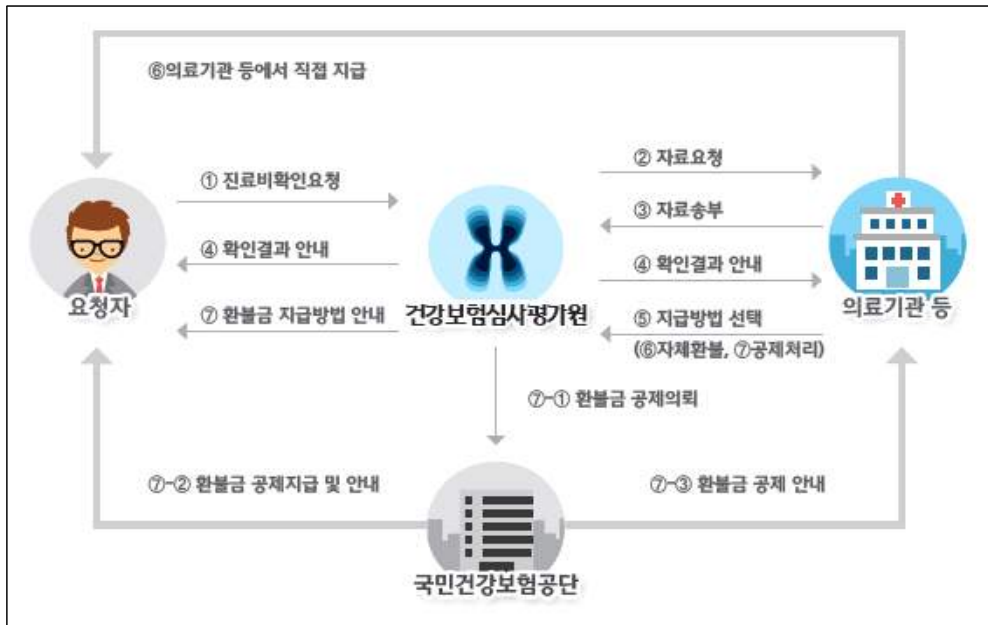 ⑥의료기관 등에서 직접 지급
① 진료비확인요청
② 자료요청
③ 자료송부
④ 확인결과 안내
④ 확인결과 안내
요청자
⑦ 환불금 지급방법 안내
건강보험심사평가원
⑤ 지급방법 선택
(⑥자체환불, ⑦공제처리)
의료기관 등
⑦-① 환불금 공제의뢰
⑦-② 환불금 공제지급 및 안내
⑦-③ 환불금 공제 안내
국민건강보험공단